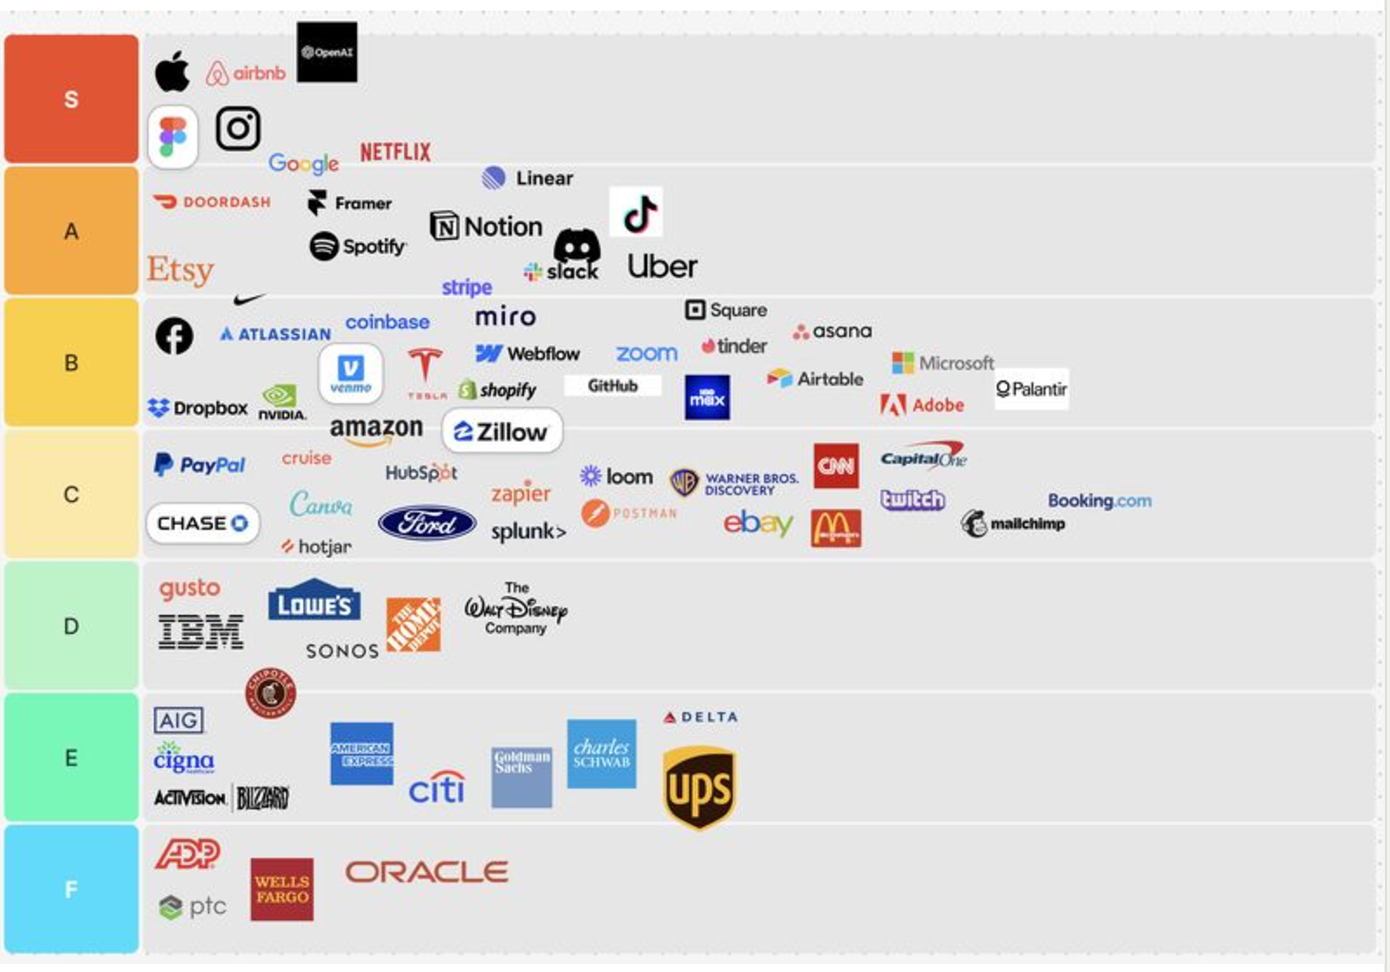 S
OpenAI
airbnb
Google
NETFLIX
A
Linear
DOORDASH
Framer
Notion
Spotify
Etsy
slack
Uber
stripe
B
Square
miro
coinbase
ATLASSIAN
asana
tinder
Webflow
zoom
Microsoft
venmo
TESLA
Airtable
GitHub
shopify
Palantir
max
Dropbox
NVIDIA.
Adobe
amazon
Zillow
C
PayPal
cruise
HubSpot
CNN
Capital One
loom
WB
WARNER BROS.
DISCOVERY
zapier
twitch
Booking.com
Canva
POSTMAN
CHASE
Ford
splunk>
ebay
mailchimp
hotjar
D
gusto
LOWE'S
THE
HOME
DEPOT
The
WALT DISNEY
Company
IBM
SONOS
E
CHIPOTLE
AIG
DELTA
AMERICAN
EXPRESS
charles
SCHWAB
Goldman
Sachs
cigna
citi
ups
ACTIVISION
BLIZZARD
F
ADP
ORACLE
WELLS
FARGO
ptc